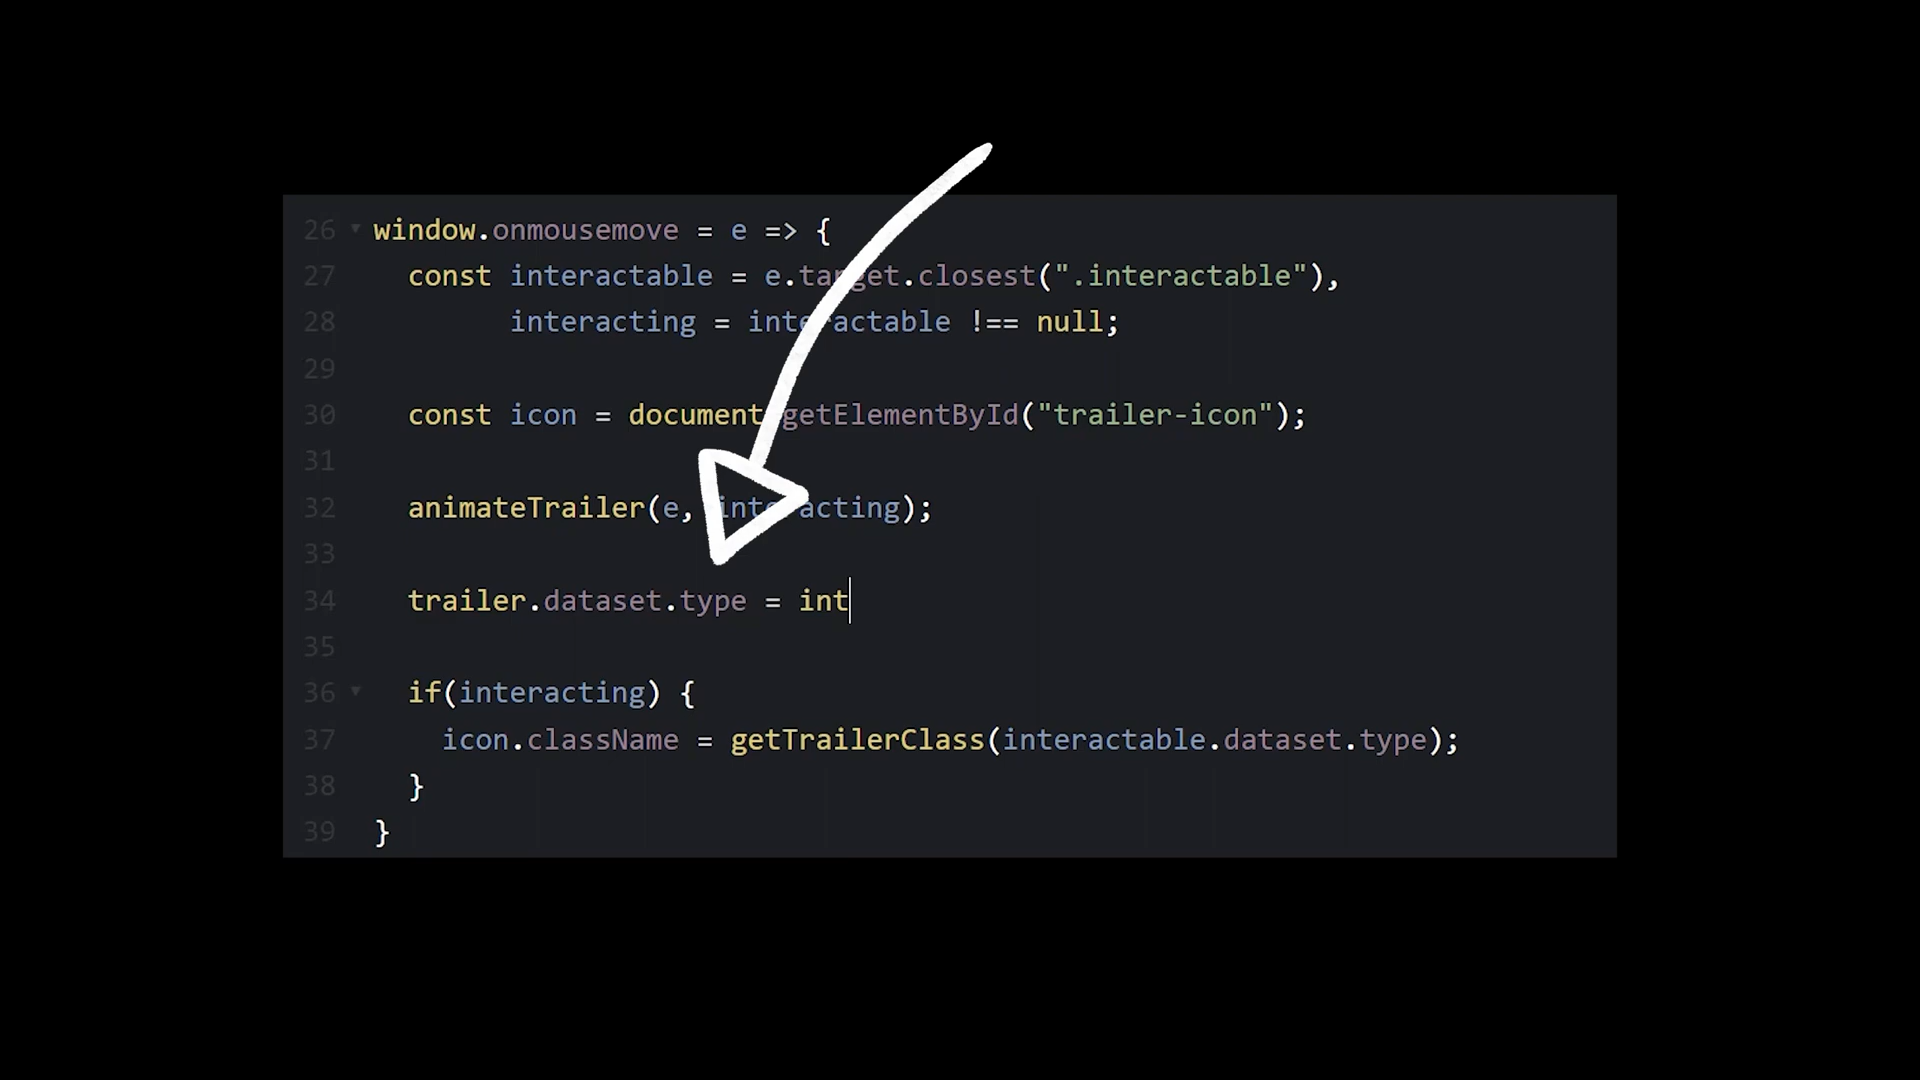 26 window.onmousemove = e => {
27 const interactable = e.target.closest(".interactable"),
28 interacting = interactable !== null;
29
30 const icon = document.getElementById("trailer-icon");
31
32 animateTrailer(e, interacting);
33
34 trailer.dataset.type = int
35
36 if(interacting) {
37 icon.className = getTrailerClass(interactable.dataset.type);
38 }
39 }